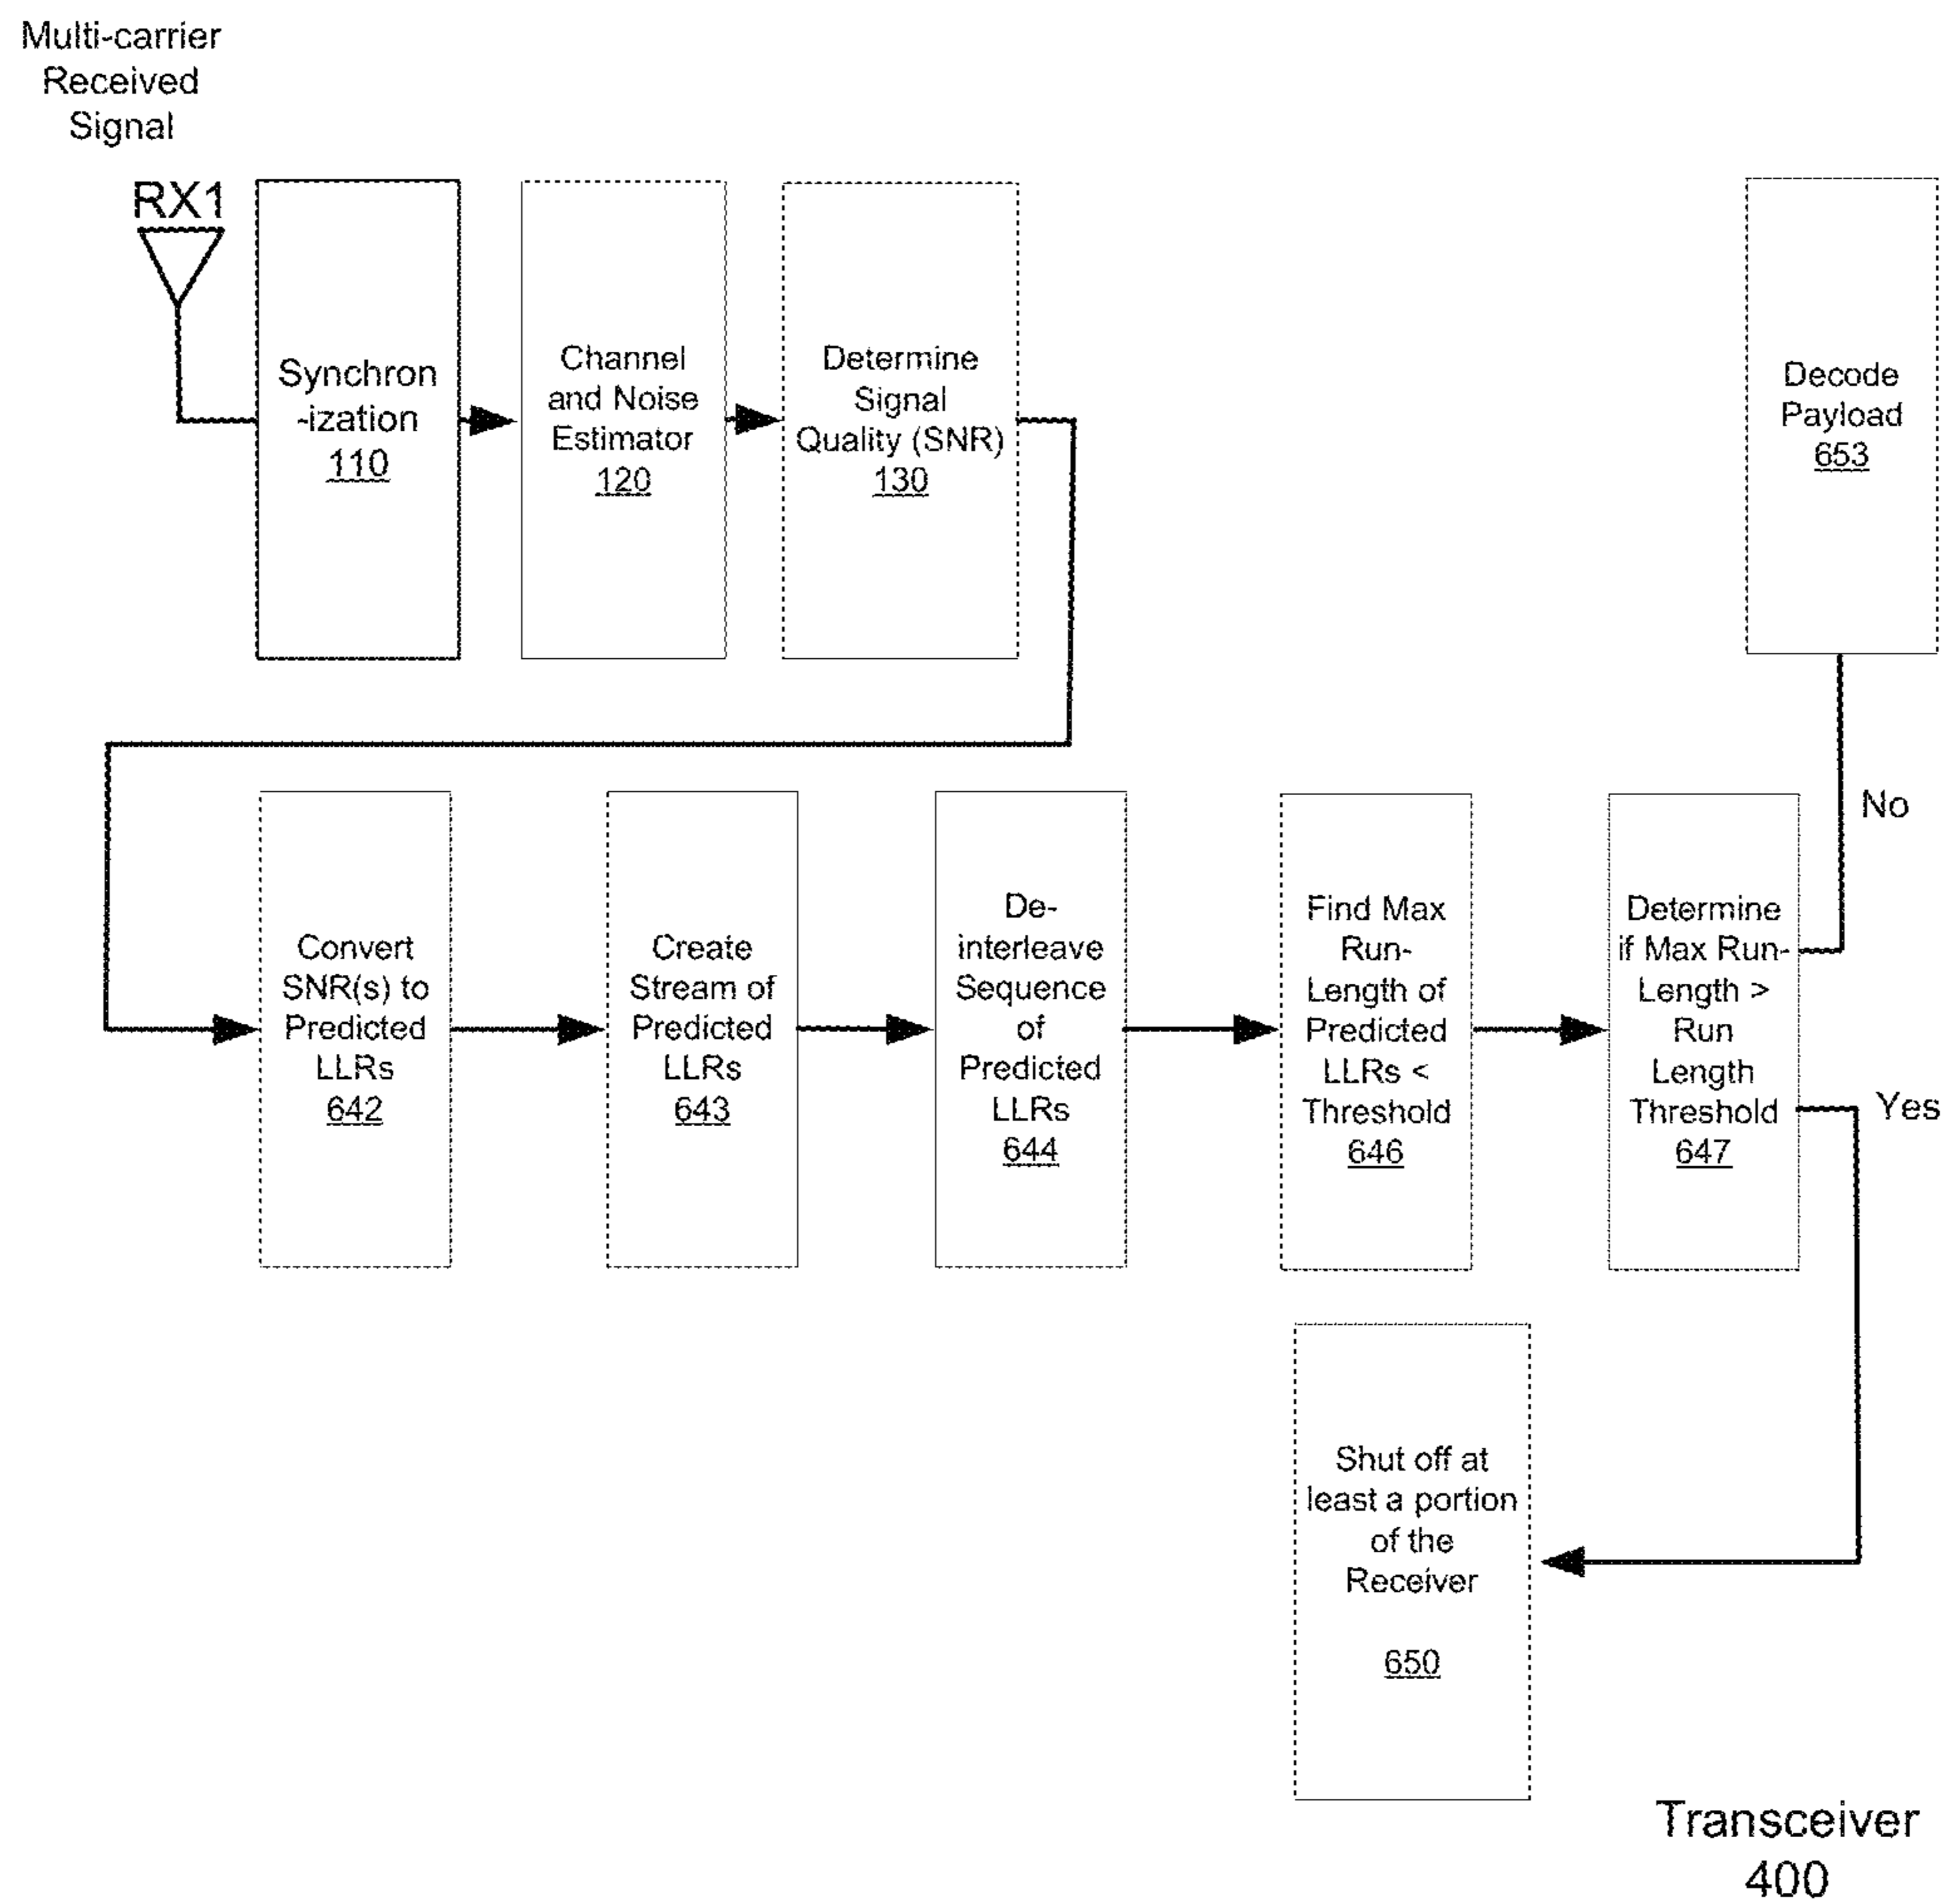 Multi-carrier
Received
Signal
RX1
Synchron
-ization
110
Channel
and Noise
Estimator
120
Determine
Signal
Quality (SNR)
130
Decode
Payload
653
No
Convert
SNR(s) to
Predicted
LLRs
642
Create
Stream of
Predicted
LLRs
643
De-
interleave
Sequence
of
Predicted
LLRs
644
Find Max
Run-
Length of
Predicted
LLRs <
Threshold
646
Determine
if Max Run-
Length >
Run
Length
Threshold
647
Yes
Shut off at
least a portion
of the
Receiver
650
Transceiver
400